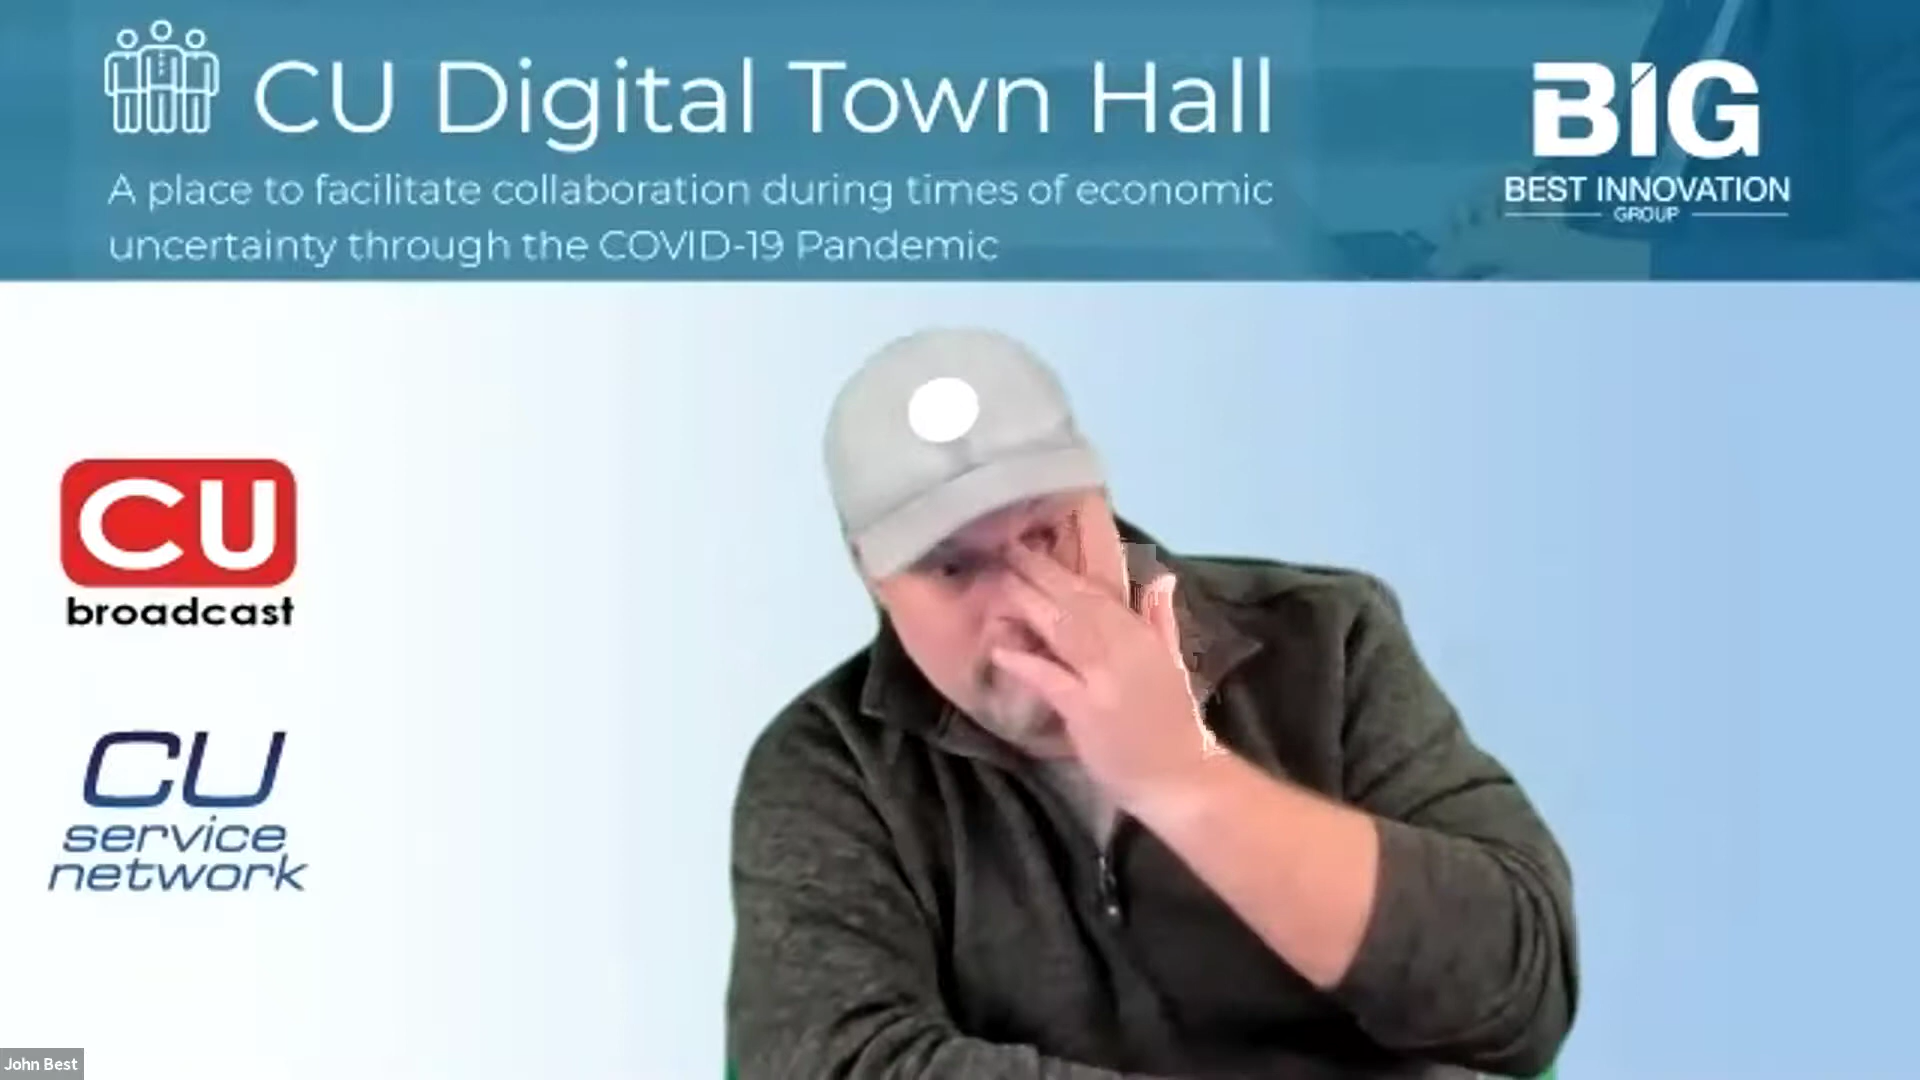 CU Digital Town Hall
A place to facilitate collaboration during times of economic
uncertainty through the COVID-19 Pandemic
BIG
BEST INNOVATION
GROUP
CU
broadcast
CU
service
network
John Best